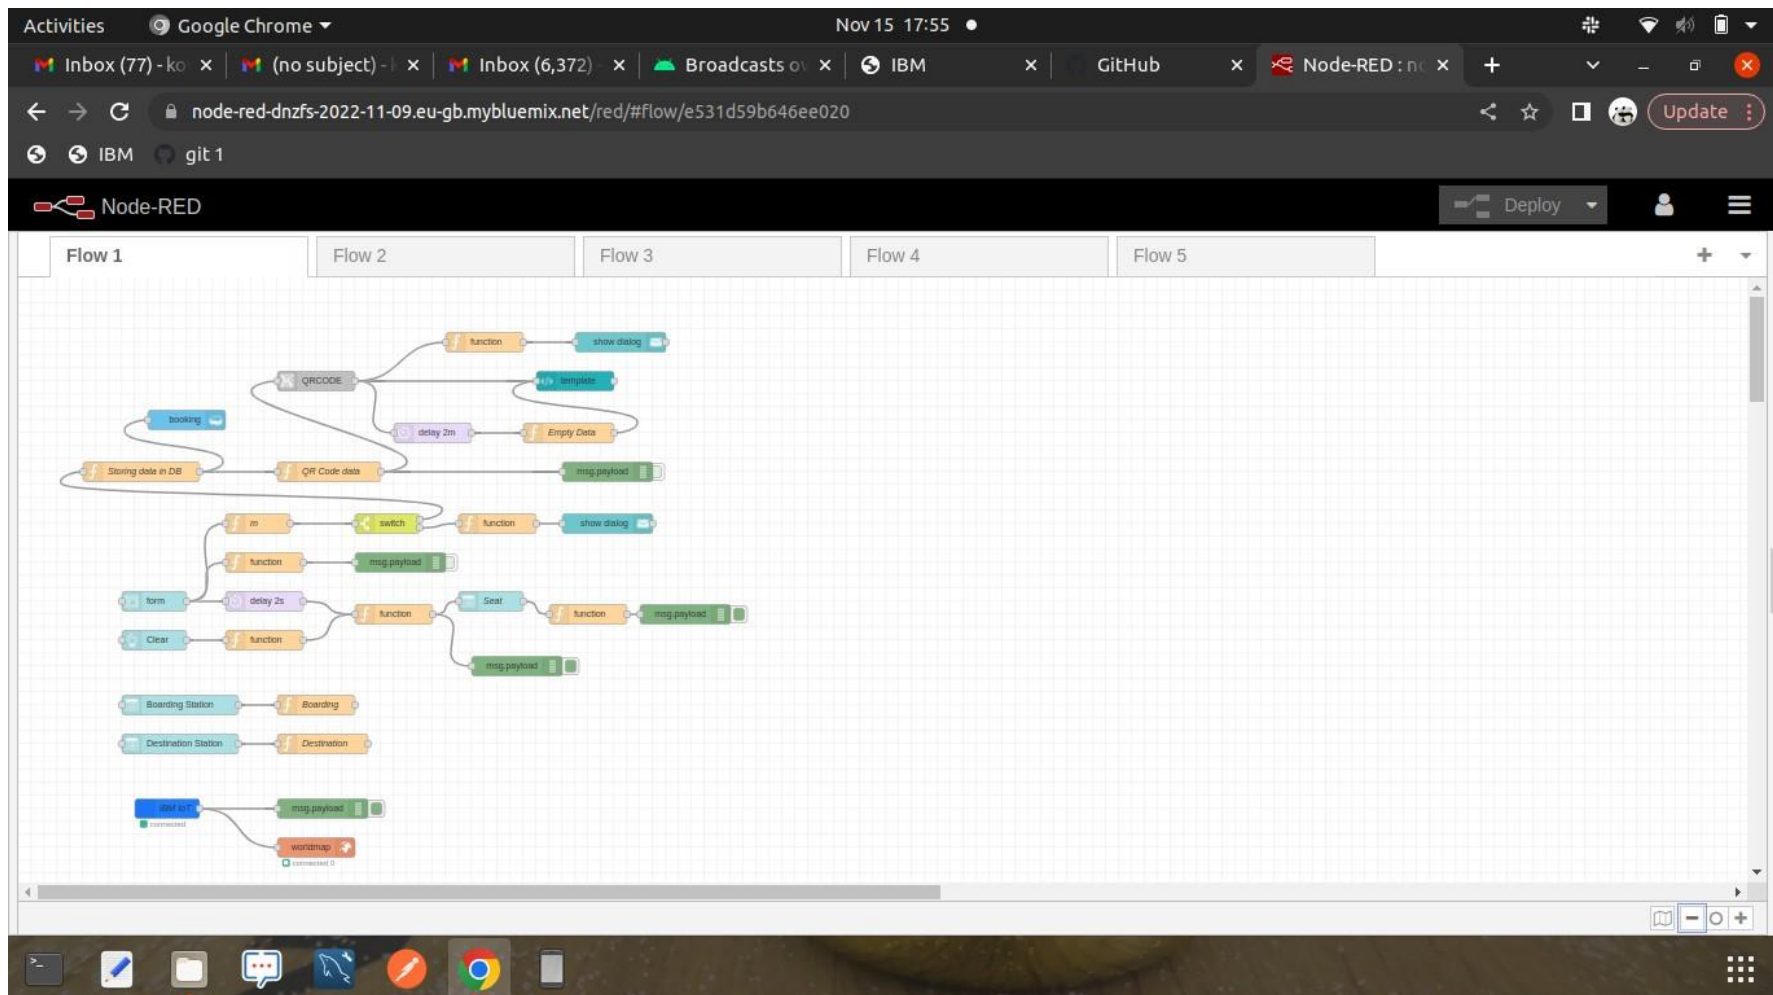 Activities Google Chrome Nov 15 17:55
Inbox (77) - ko (no subject) - Inbox (6,372) - Broadcasts ov IBM GitHub Node-RED : no
node-red-dnzfs-2022-11-09.eu-gb.mybluemix.net/red/#flow/e531d59b646ee020 Update
IBM git 1
Node-RED Deploy
Flow 1 Flow 2 Flow 3 Flow 4 Flow 5
function show dialog
QRCODE template
booking
delay 2m Empty Data
Storing data in DB QR Code data msg.payload
m switch function show dialog
function msg.payload
form delay 2s function Seat function msg.payload
Clear function
msg.payload
Boarding Station Boarding
Destination Station Destination
IBM IoT msg.payload
connected
worldmap
connected 0